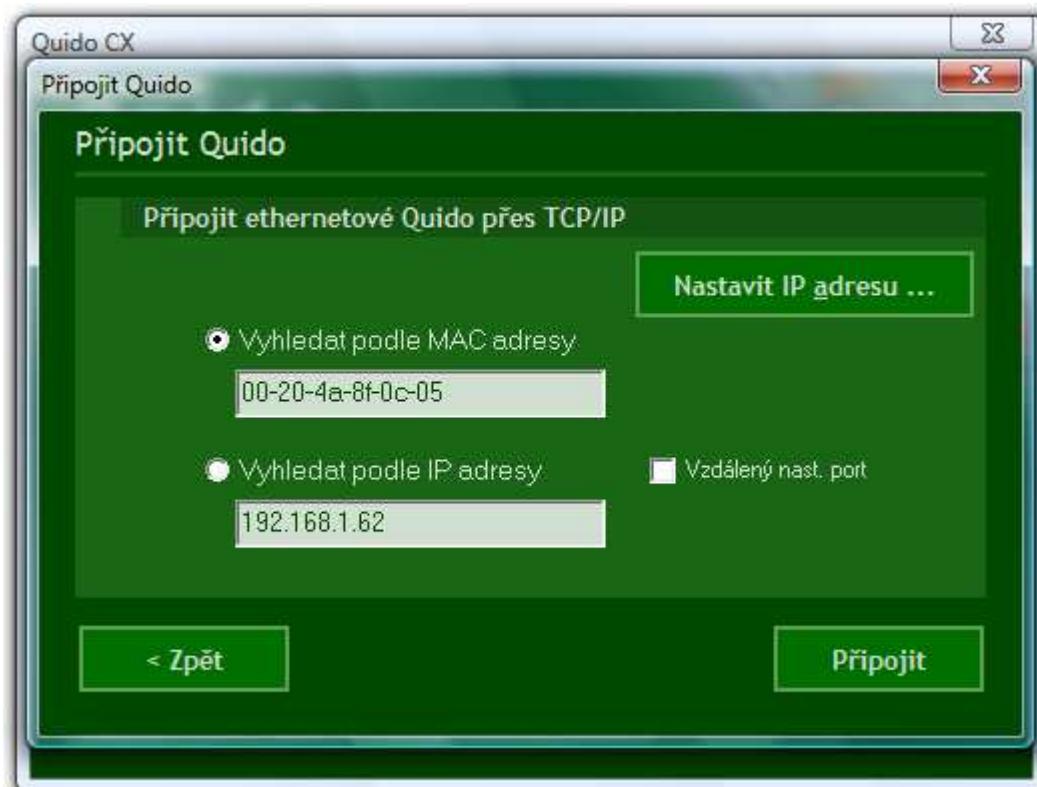 Quido CX
Připojit Quido
Připojit Quido
Připojit ethernetové Quido přes TCP/IP
Nastavit IP adresu ...
Vyhledat podle MAC adresy
00-20-4a-8f-0c-05
Vyhledat podle IP adresy
Vzdálený nast. port
192.168.1.62
< Zpět
Připojit